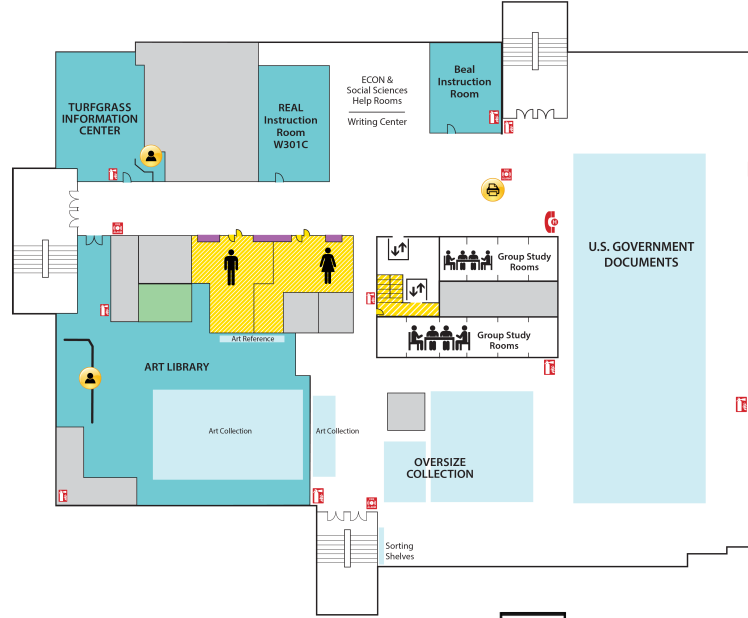 ECON &
Social Sciences
Help Rooms
Writing Center
Beal
Instruction
Room
TURFGRASS
INFORMATION
CENTER
REAL
Instruction
Room
W301C
U.S. GOVERNMENT
DOCUMENTS
Group Study
Rooms
Group Study
Rooms
Art Reference
ART LIBRARY
Art Collection
Art Collection
OVERSIZE
COLLECTION
Sorting
Shelves